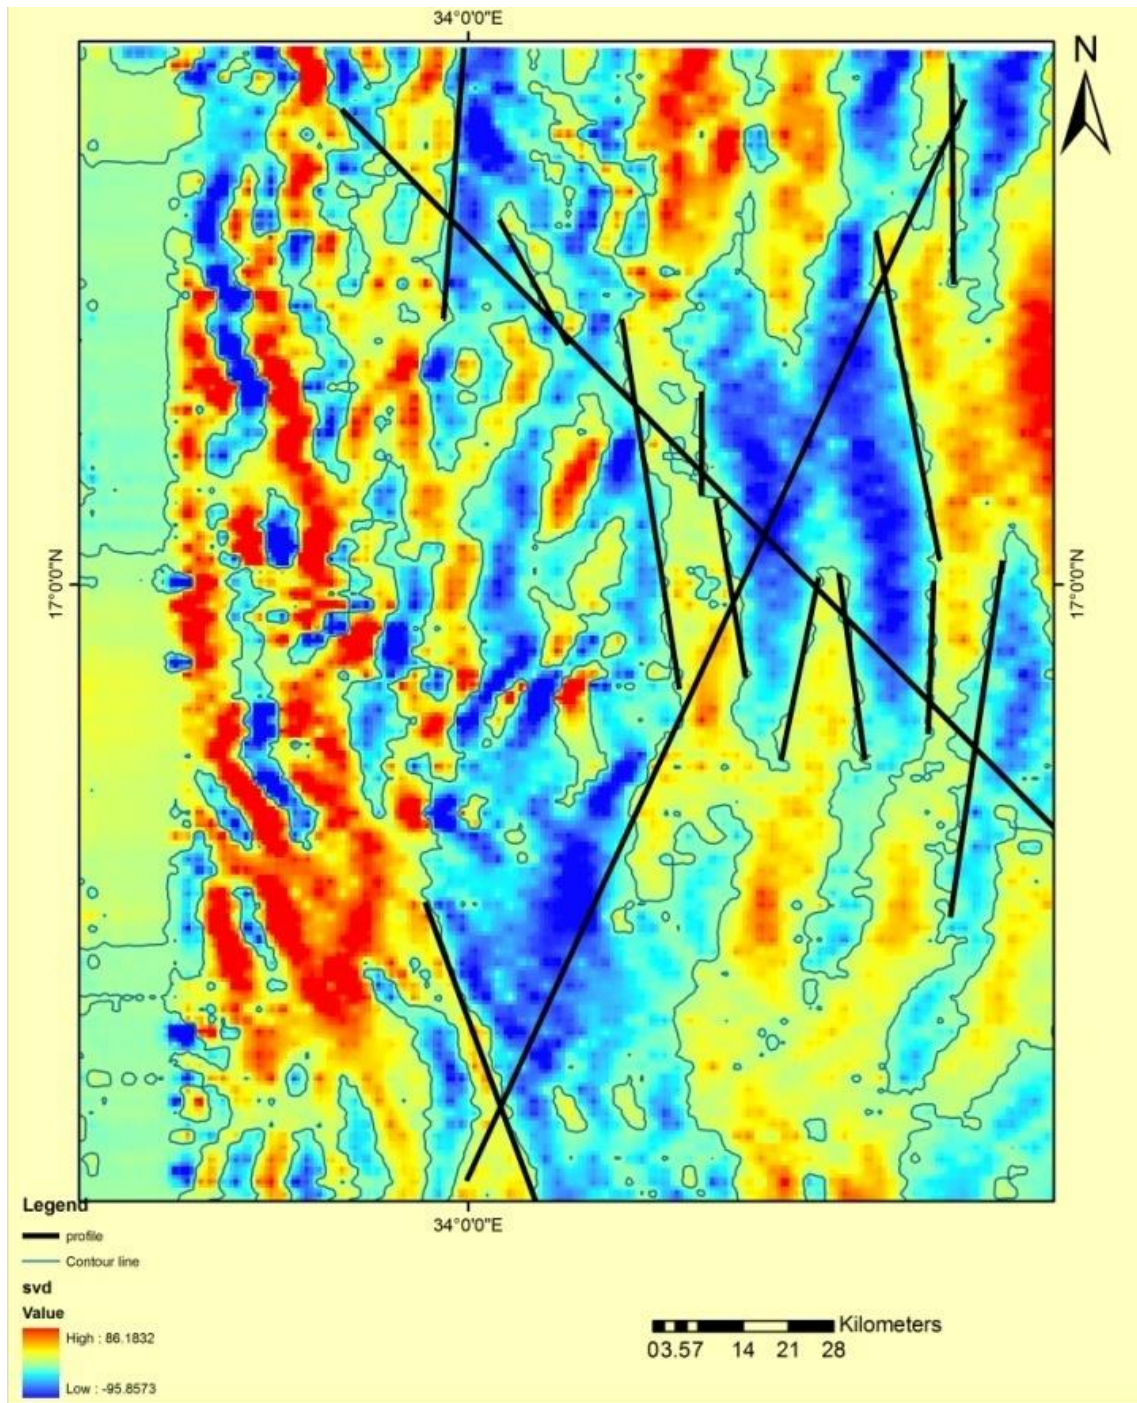 34°0'0"E
N
17°0'0"N
17°0'0"N
34°0'0"E
Legend
profile
Contour line
svd
Value
High : 86.1832
Low : -95.8573
Kilometers
03.57 14 21 28